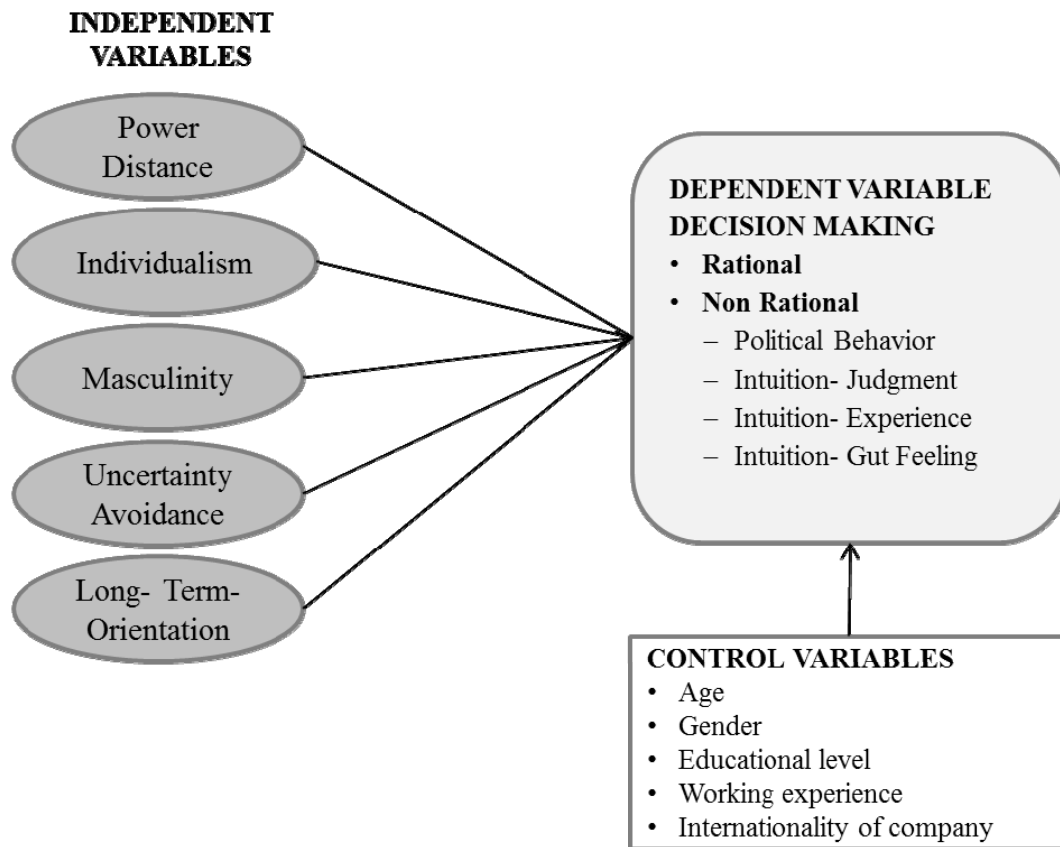 INDEPENDENT
VARIABLES
Power
Distance
Individualism
Masculinity
Uncertainty
Avoidance
Long- Term-
Orientation
DEPENDENT VARIABLE
DECISION MAKING
• Rational
• Non Rational
– Political Behavior
– Intuition- Judgment
– Intuition- Experience
– Intuition- Gut Feeling
CONTROL VARIABLES
• Age
• Gender
• Educational level
• Working experience
• Internationality of company